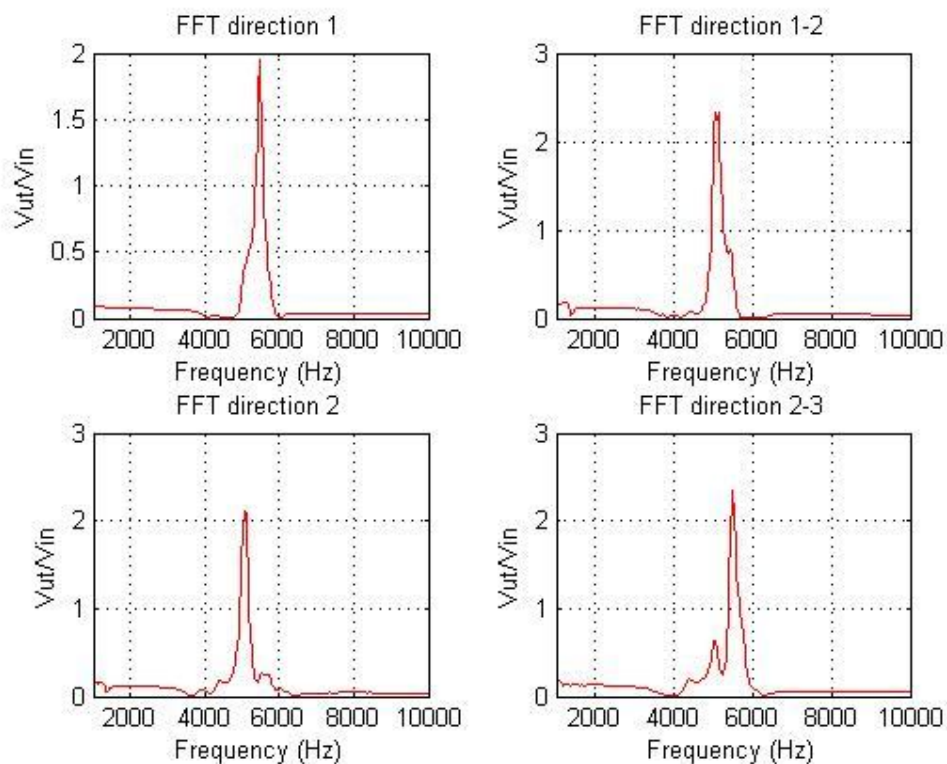 FFT direction 1
2
1.5
1
0.5
0
Vut/Vin
2000 4000 6000 8000 10000
Frequency (Hz)
FFT direction 1-2
3
2
1
0
Vut/Vin
2000 4000 6000 8000 10000
Frequency (Hz)
FFT direction 2
3
2
1
0
Vut/Vin
2000 4000 6000 8000 10000
Frequency (Hz)
FFT direction 2-3
3
2
1
0
Vut/Vin
2000 4000 6000 8000 10000
Frequency (Hz)